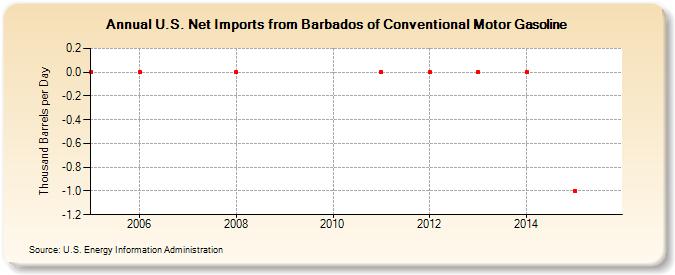 Annual U.S. Net Imports from Barbados of Conventional Motor Gasoline
Thousand Barrels per Day
0.2
0.0
-0.2
-0.4
-0.6
-0.8
-1.0
-1.2
2006 2008 2010 2012 2014
Source: U.S. Energy Information Administration